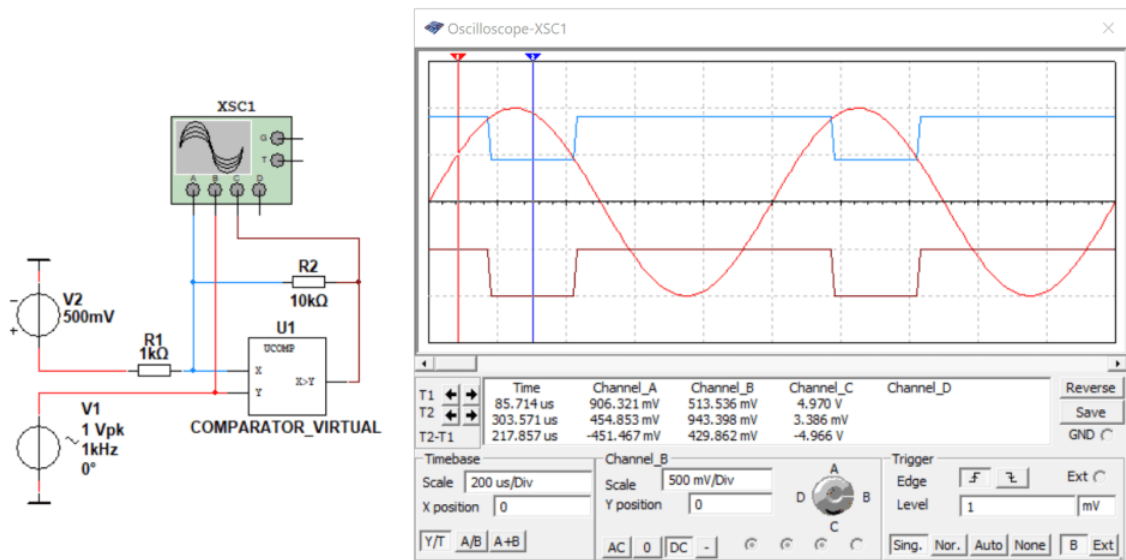 Oscilloscope-XSC1
XSC1
G
T
A B C D
V2
500mV
R1
1kΩ
R2
10kΩ
U1
UCOMP
X
Y
X>Y
COMPARATOR_VIRTUAL
V1
1 Vpk
1kHz
0°
1 2
Time Channel_A Channel_B Channel_C Channel_D
T1 85.714 us 906.321 mV 513.536 mV 4.970 V
T2 303.571 us 454.853 mV 943.398 mV 3.386 mV
T2-T1 217.857 us -451.467 mV 429.862 mV -4.966 V
Reverse
Save
GND
Timebase
Scale 200 us/Div
X position 0
Y/T A/B A+B
Channel_B
Scale 500 mV/Div
Y position 0
AC 0 DC -
A
D B
C
Trigger
Edge Ext
Level 1 mV
Sing. Nor. Auto None B Ext